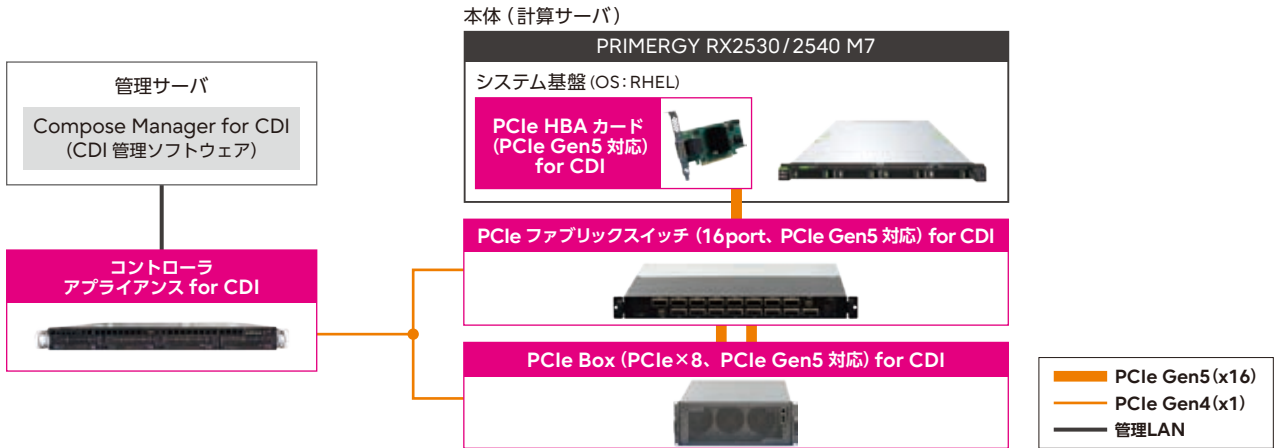 本体（計算サーバ）
PRIMERGY RX2530/2540 M7
システム基盤(OS:RHEL)
PCIe HBA カード
(PCIe Gen5 対応)
for CDI
管理サーバ
Compose Manager for CDI
(CDI 管理ソフトウェア)
コントローラ
アプライアンス for CDI
PCIe ファブリックスイッチ（16port、PCIe Gen5 対応）for CDI
PCIe Box（PCIe×8、PCIe Gen5 対応）for CDI
PCIe Gen5(x16)
PCIe Gen4(x1)
管理LAN